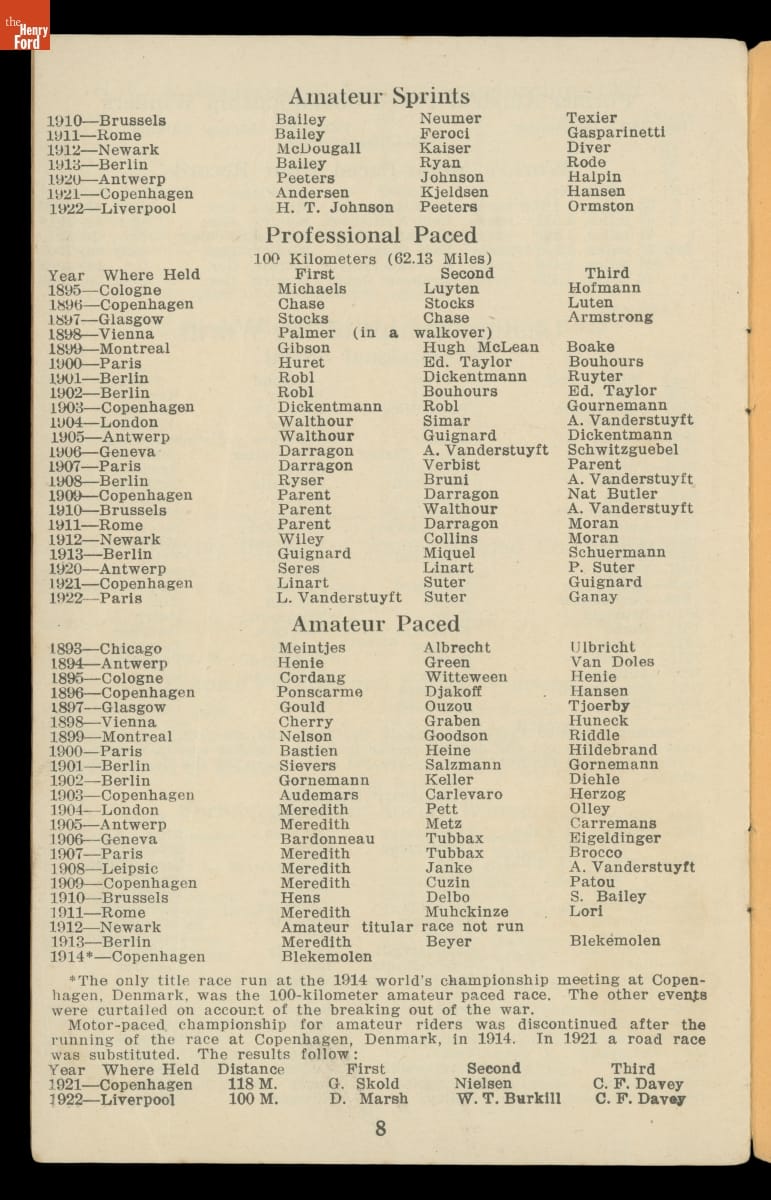 the
Henry
Ford
Amateur Sprints
1910—Brussels Bailey Neumer Texier
1911—Rome Bailey Feroci Gasparinetti
1912—Newark McDougall Kaiser Diver
1913—Berlin Bailey Ryan Rode
1920—Antwerp Peeters Johnson Halpin
1921—Copenhagen Andersen Kjeldsen Hansen
1922—Liverpool H. T. Johnson Peeters Ormston
Professional Paced
100 Kilometers (62.13 Miles)
Year Where Held First Second Third
1895—Cologne Michaels Luyten Hofmann
1896—Copenhagen Chase Stocks Luten
1897—Glasgow Stocks Chase Armstrong
1898—Vienna Palmer (in a walkover)
1899—Montreal Gibson Hugh McLean Boake
1900—Paris Huret Ed. Taylor Bouhours
1901—Berlin Robl Dickentmann Ruyter
1902—Berlin Robl Bouhours Ed. Taylor
1903—Copenhagen Dickentmann Robl Gournemann
1904—London Walthour Simar A. Vanderstuyft
1905—Antwerp Walthour Guignard Dickentmann
1906—Geneva Darragon A. Vanderstuyft Schwitzguebel
1907—Paris Darragon Verbist Parent
1908—Berlin Ryser Bruni A. Vanderstuyft
1909—Copenhagen Parent Darragon Nat Butler
1910—Brussels Parent Walthour A. Vanderstuyft
1911—Rome Parent Darragon Moran
1912—Newark Wiley Collins Moran
1913—Berlin Guignard Miquel Schuermann
1920—Antwerp Seres Linart P. Suter
1921—Copenhagen Linart Suter Guignard
1922—Paris L. Vanderstuyft Suter Ganay
Amateur Paced
1893—Chicago Meintjes Albrecht Ulbricht
1894—Antwerp Henie Green Van Doles
1895—Cologne Cordang Witteween Henie
1896—Copenhagen Ponscarme Djakoff Hansen
1897—Glasgow Gould Ouzou Tjoerby
1898—Vienna Cherry Graben Huneck
1899—Montreal Nelson Goodson Riddle
1900—Paris Bastien Heine Hildebrand
1901—Berlin Sievers Salzmann Gornemann
1902—Berlin Gornemann Keller Diehle
1903—Copenhagen Audemars Carlevaro Herzog
1904—London Meredith Pett Olley
1905—Antwerp Meredith Metz Carremans
1906—Geneva Bardonneau Tubbax Eigeldinger
1907—Paris Meredith Tubbax Brocco
1908—Leipsic Meredith Janke A. Vanderstuyft
1909—Copenhagen Meredith Cuzin Patou
1910—Brussels Hens Delbo S. Bailey
1911—Rome Meredith Muhckinze Lori
1912—Newark Amateur titular race not run
1913—Berlin Meredith Beyer Blekemolen
1914*—Copenhagen Blekemolen
*The only title race run at the 1914 world's championship meeting at Copen-
hagen, Denmark, was the 100-kilometer amateur paced race. The other events
were curtailed on account of the breaking out of the war.
Motor-paced championship for amateur riders was discontinued after the
running of the race at Copenhagen, Denmark, in 1914. In 1921 a road race
was substituted. The results follow:
Year Where Held Distance First Second Third
1921—Copenhagen 118 M. G. Skold Nielsen C. F. Davey
1922—Liverpool 100 M. D. Marsh W. T. Burkill C. F. Davey
8